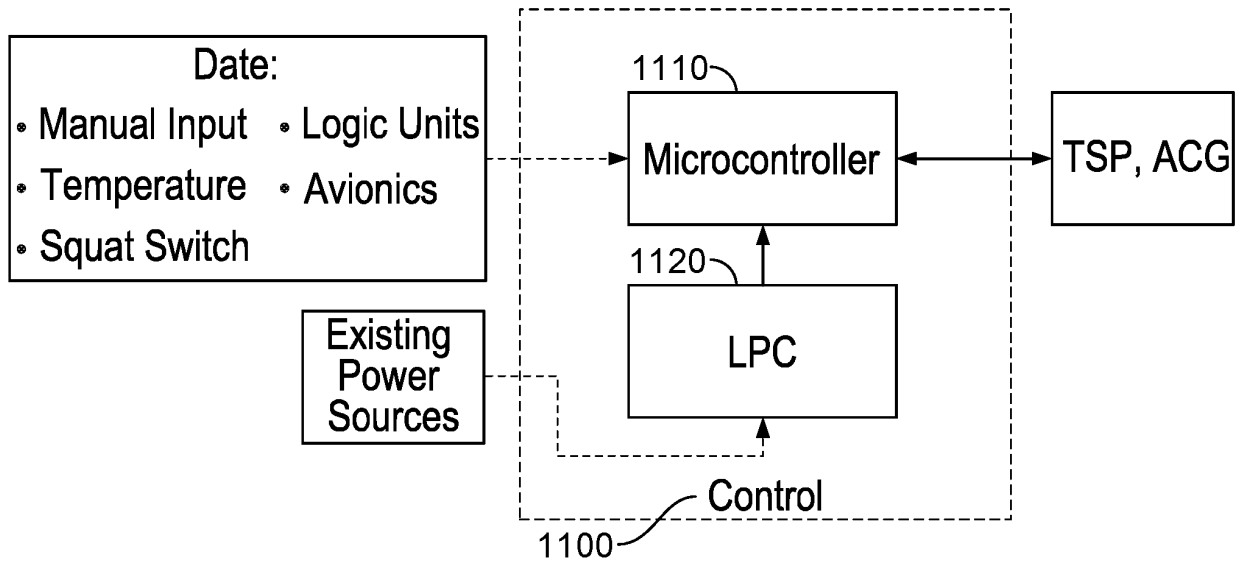 Date:
• Manual Input • Logic Units
• Temperature • Avionics
• Squat Switch
1110
Microcontroller
TSP, ACG
1120
LPC
Existing
Power
Sources
Control
1100